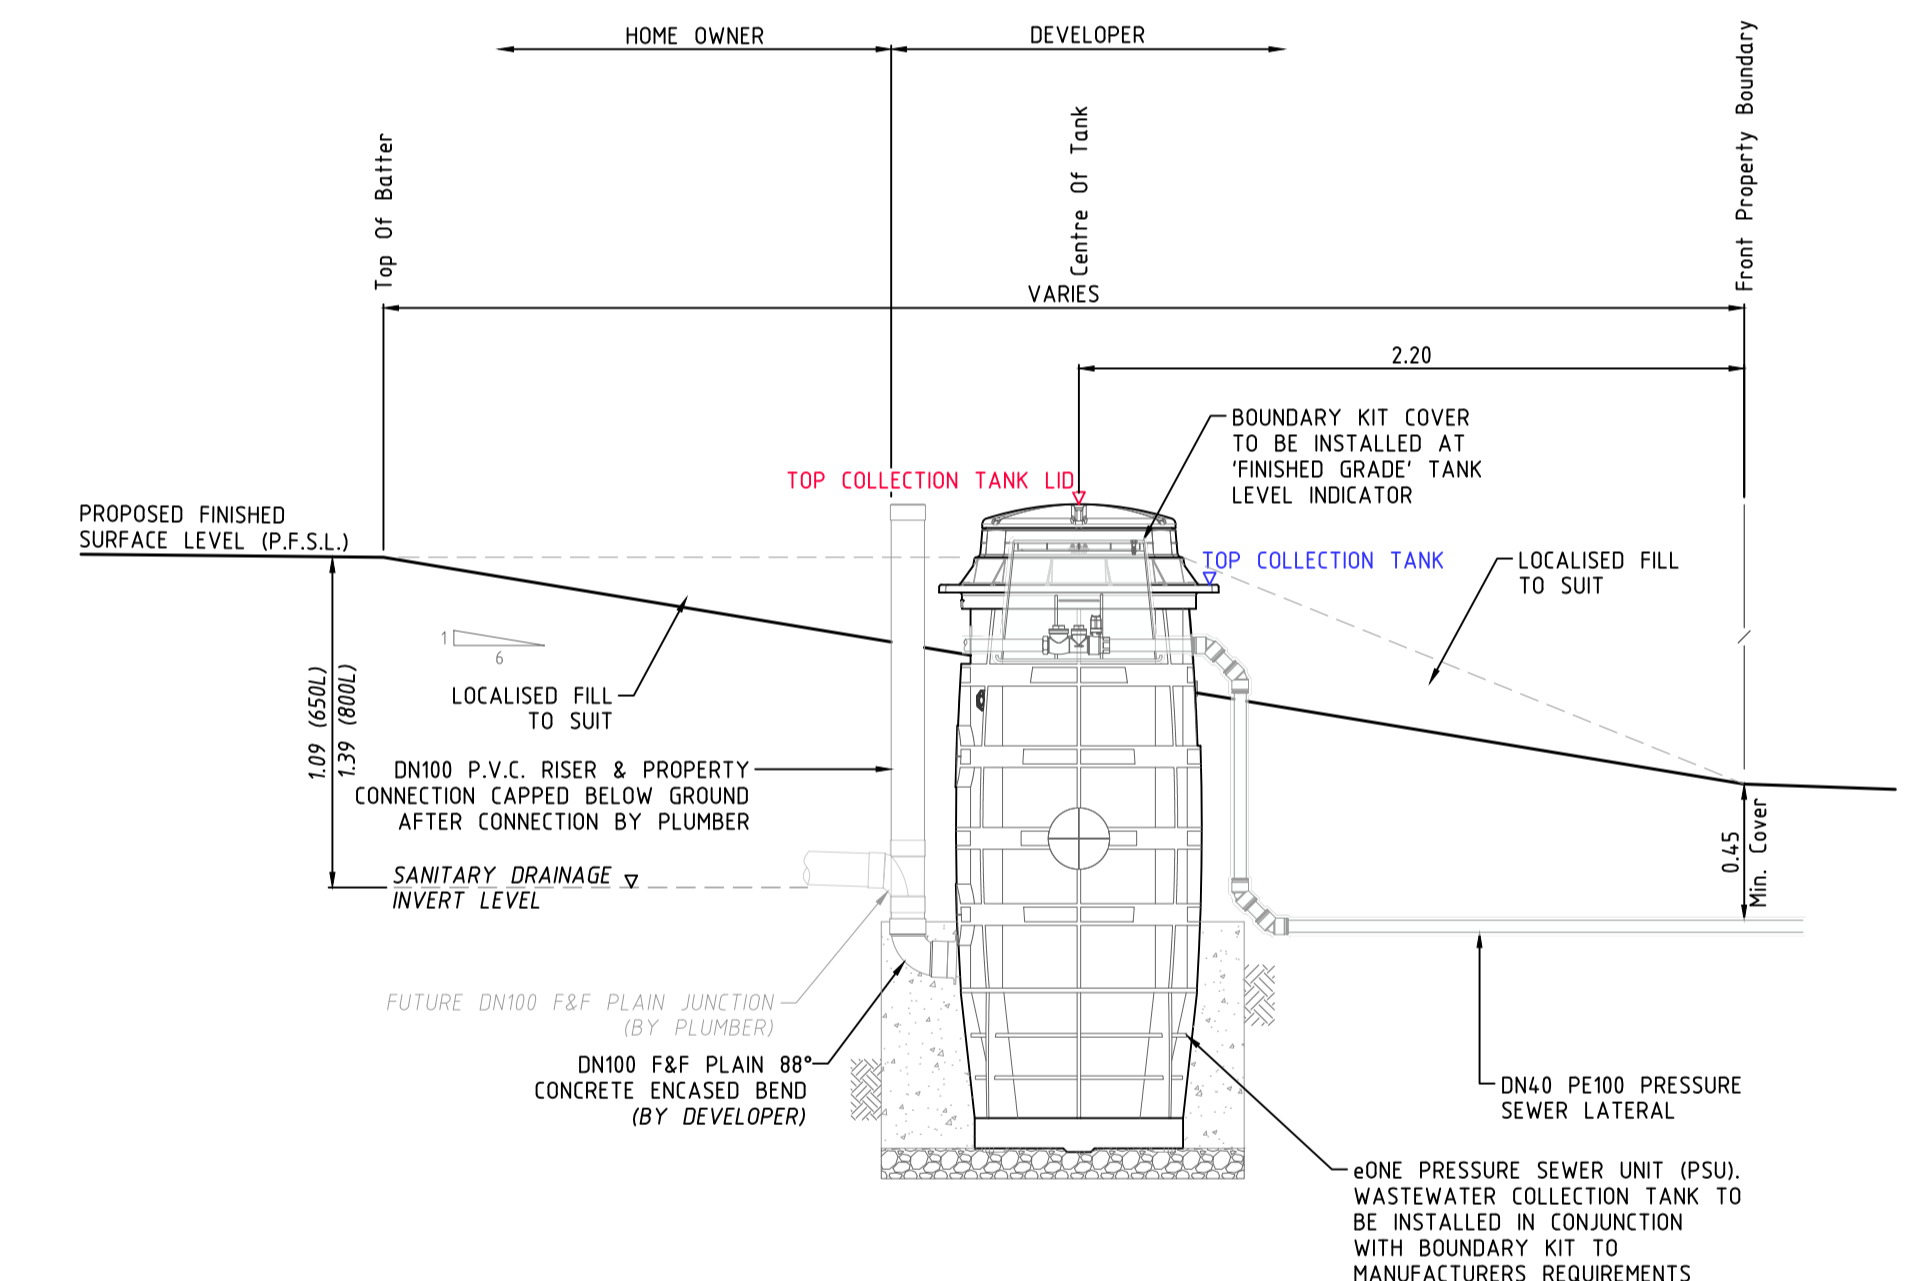 HOME OWNER
DEVELOPER
Top Of Batter
Centre Of Tank
Front Property Boundary
VARIES
2.20
BOUNDARY KIT COVER
TO BE INSTALLED AT
'FINISHED GRADE' TANK
LEVEL INDICATOR
TOP COLLECTION TANK LID
PROPOSED FINISHED
SURFACE LEVEL (P.F.S.L.)
TOP COLLECTION TANK
LOCALISED FILL
TO SUIT
1
6
1.09 (650L)
1.39 (800L)
LOCALISED FILL
TO SUIT
DN100 P.V.C. RISER & PROPERTY
CONNECTION CAPPED BELOW GROUND
AFTER CONNECTION BY PLUMBER
0.45
Min. Cover
SANITARY DRAINAGE
INVERT LEVEL
FUTURE DN100 F&F PLAIN JUNCTION
(BY PLUMBER)
DN100 F&F PLAIN 88°
CONCRETE ENCASED BEND
(BY DEVELOPER)
DN40 PE100 PRESSURE
SEWER LATERAL
eONE PRESSURE SEWER UNIT (PSU).
WASTEWATER COLLECTION TANK TO
BE INSTALLED IN CONJUNCTION
WITH BOUNDARY KIT TO
MANUFACTURERS REQUIREMENTS